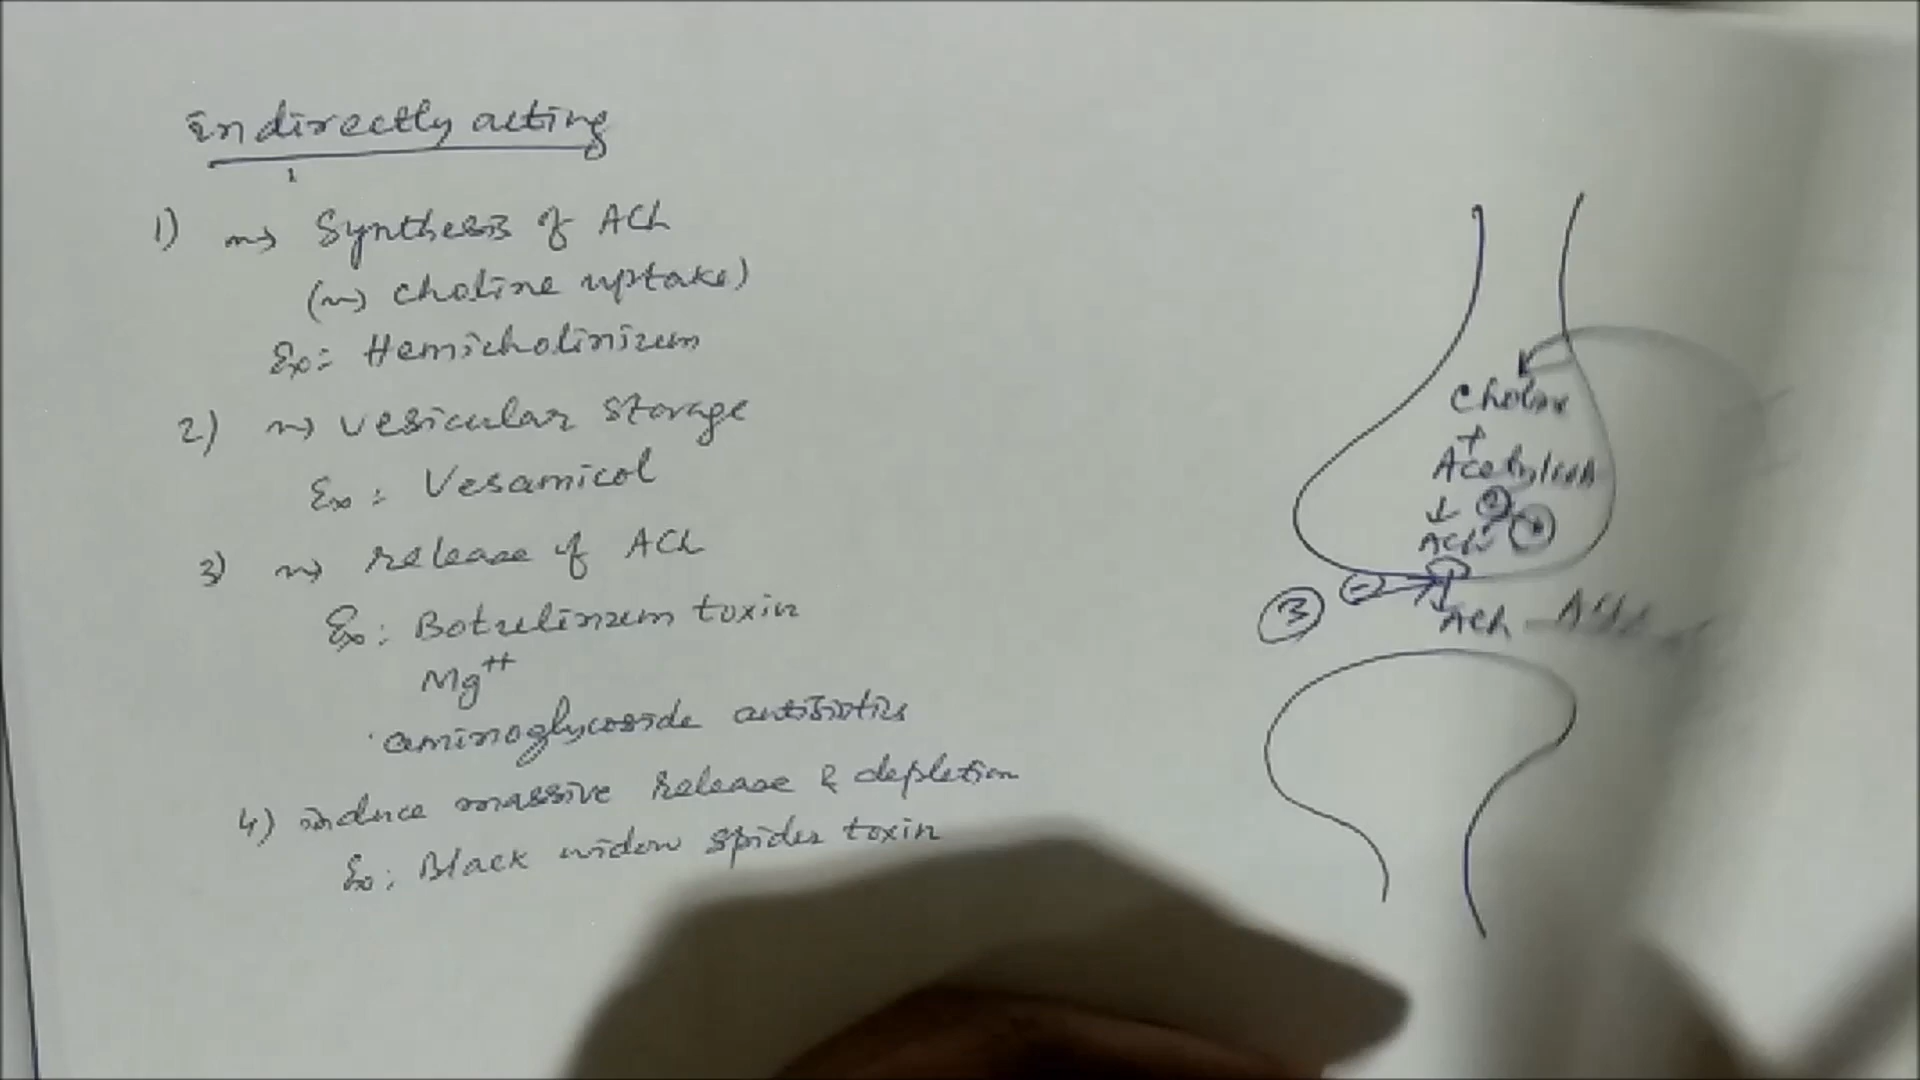 Indirectly acting
1) ⇝ Synthesis of ACh
(⇝ choline uptake)
Ex: Hemicholinium
2) ⇝ vesicular storage
Ex: Vesamicol
3) ⇝ release of ACh
Ex: Botulinum toxin
Mg++
aminoglycoside antibiotics
4) induce massive release & depletion
Ex: Black widow spider toxin
Choline
+
Acetyl CoA
↓
ACh
3 −
ACh